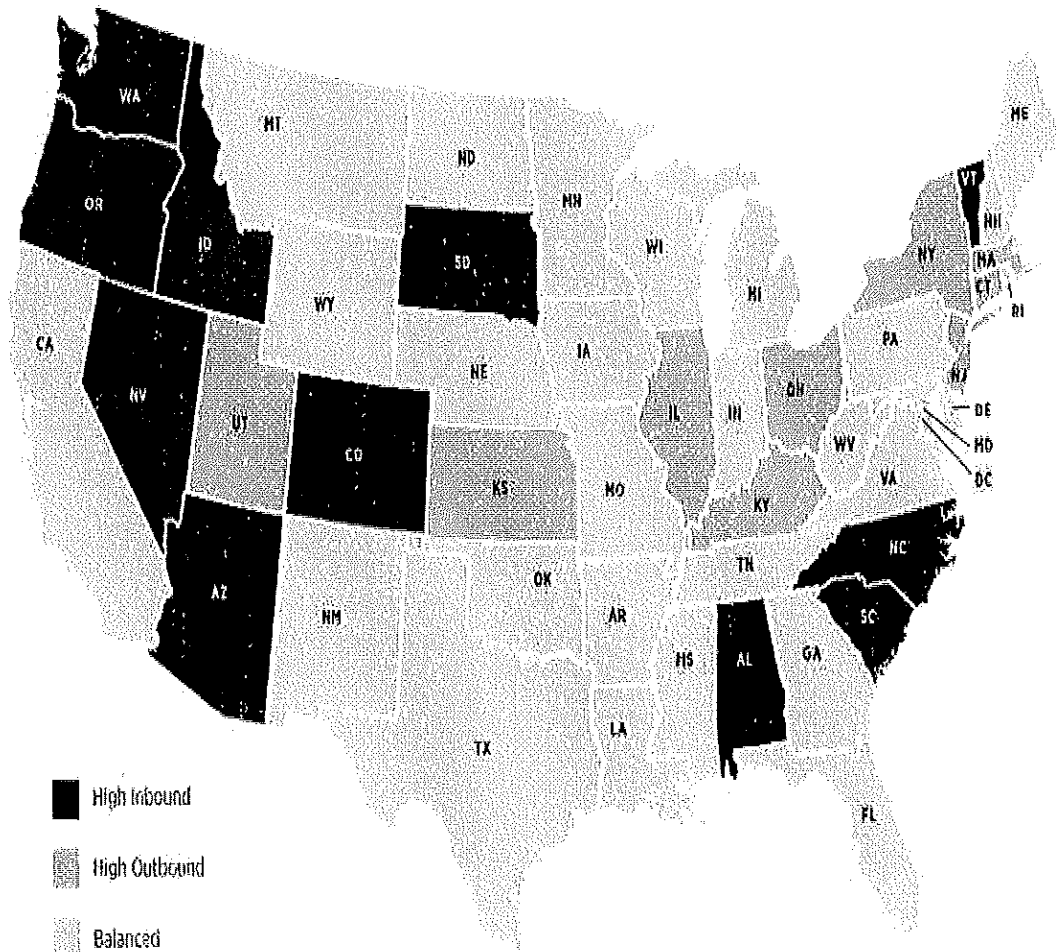 WA
MT
ME
ND
VT
OR
MN
ID
NH
SD
WI
NY
MA
WY
MI
CT
RI
CA
IA
PA
NE
NV
OH
NJ
UT
IL
IN
DE
CO
WV
MD
KS
MO
VA
DC
KY
NC
TN
OK
AZ
NM
AR
SC
MS
AL
GA
LA
TX
High Inbound
FL
High Outbound
Balanced